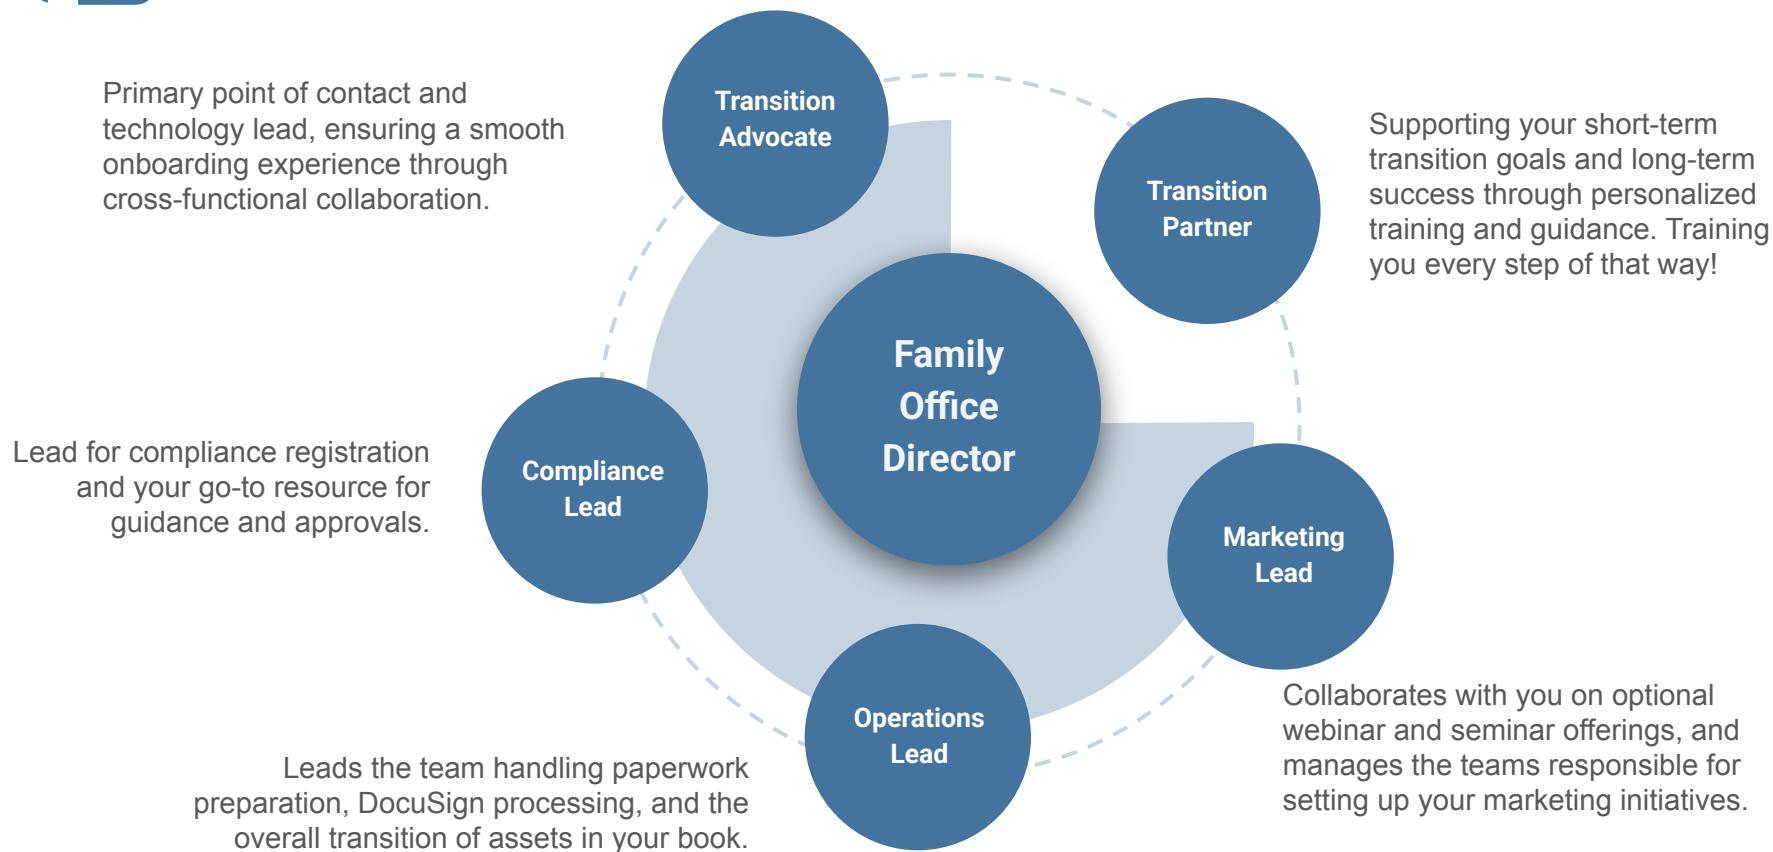 Transition
Advocate
Primary point of contact and
technology lead, ensuring a smooth
onboarding experience through
cross-functional collaboration.
Transition
Partner
Supporting your short-term
transition goals and long-term
success through personalized
training and guidance. Training
you every step of that way!
Family
Office
Director
Compliance
Lead
Lead for compliance registration
and your go-to resource for
guidance and approvals.
Marketing
Lead
Collaborates with you on optional
webinar and seminar offerings, and
manages the teams responsible for
setting up your marketing initiatives.
Operations
Lead
Leads the team handling paperwork
preparation, DocuSign processing, and the
overall transition of assets in your book.